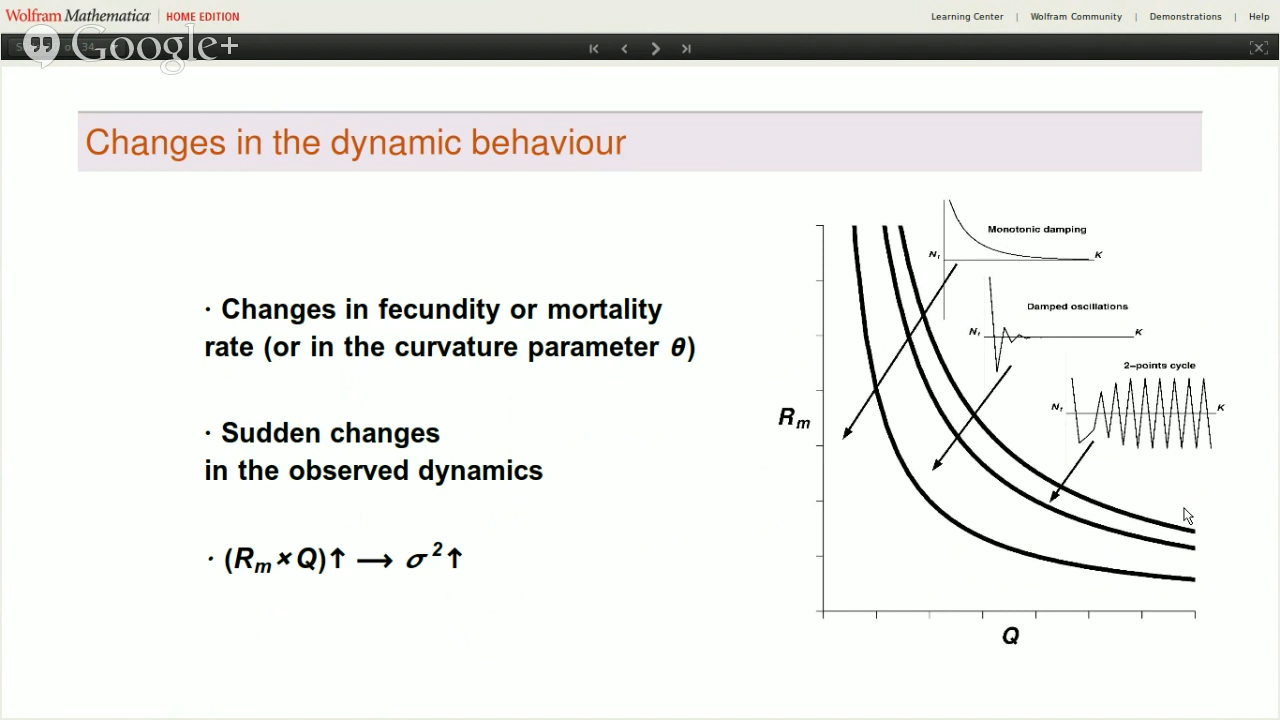 Wolfram Mathematica | HOME EDITION
Learning Center | Wolfram Community | Demonstrations | Help
Google+
Changes in the dynamic behaviour
· Changes in fecundity or mortality
rate (or in the curvature parameter θ)
· Sudden changes
in the observed dynamics
· (Rm × Q)↑ ⟶ σ²↑
Monotonic damping
Nt
K
Damped oscillations
Nt
K
2-points cycle
Nt
K
Rm
Q